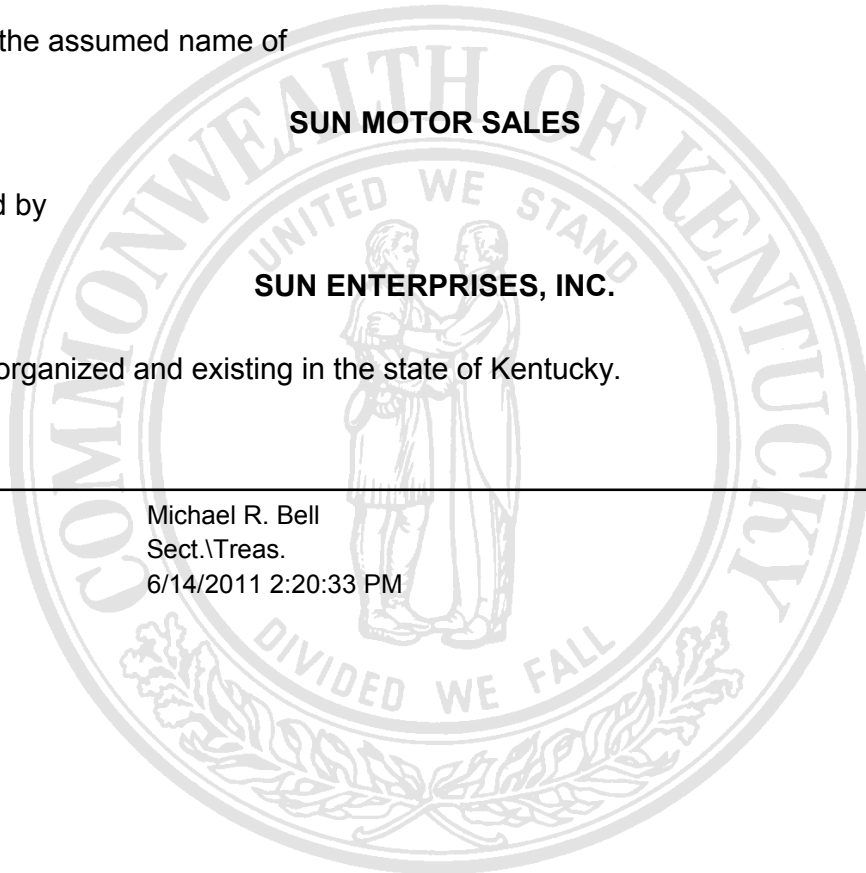 the assumed name of
SUN MOTOR SALES
d by
SUN ENTERPRISES, INC.
organized and existing in the state of Kentucky.
Michael R. Bell
Sect.\Treas.
6/14/2011 2:20:33 PM
COMMONWEALTH OF KENTUCKY
UNITED WE STAND
DIVIDED WE FALL